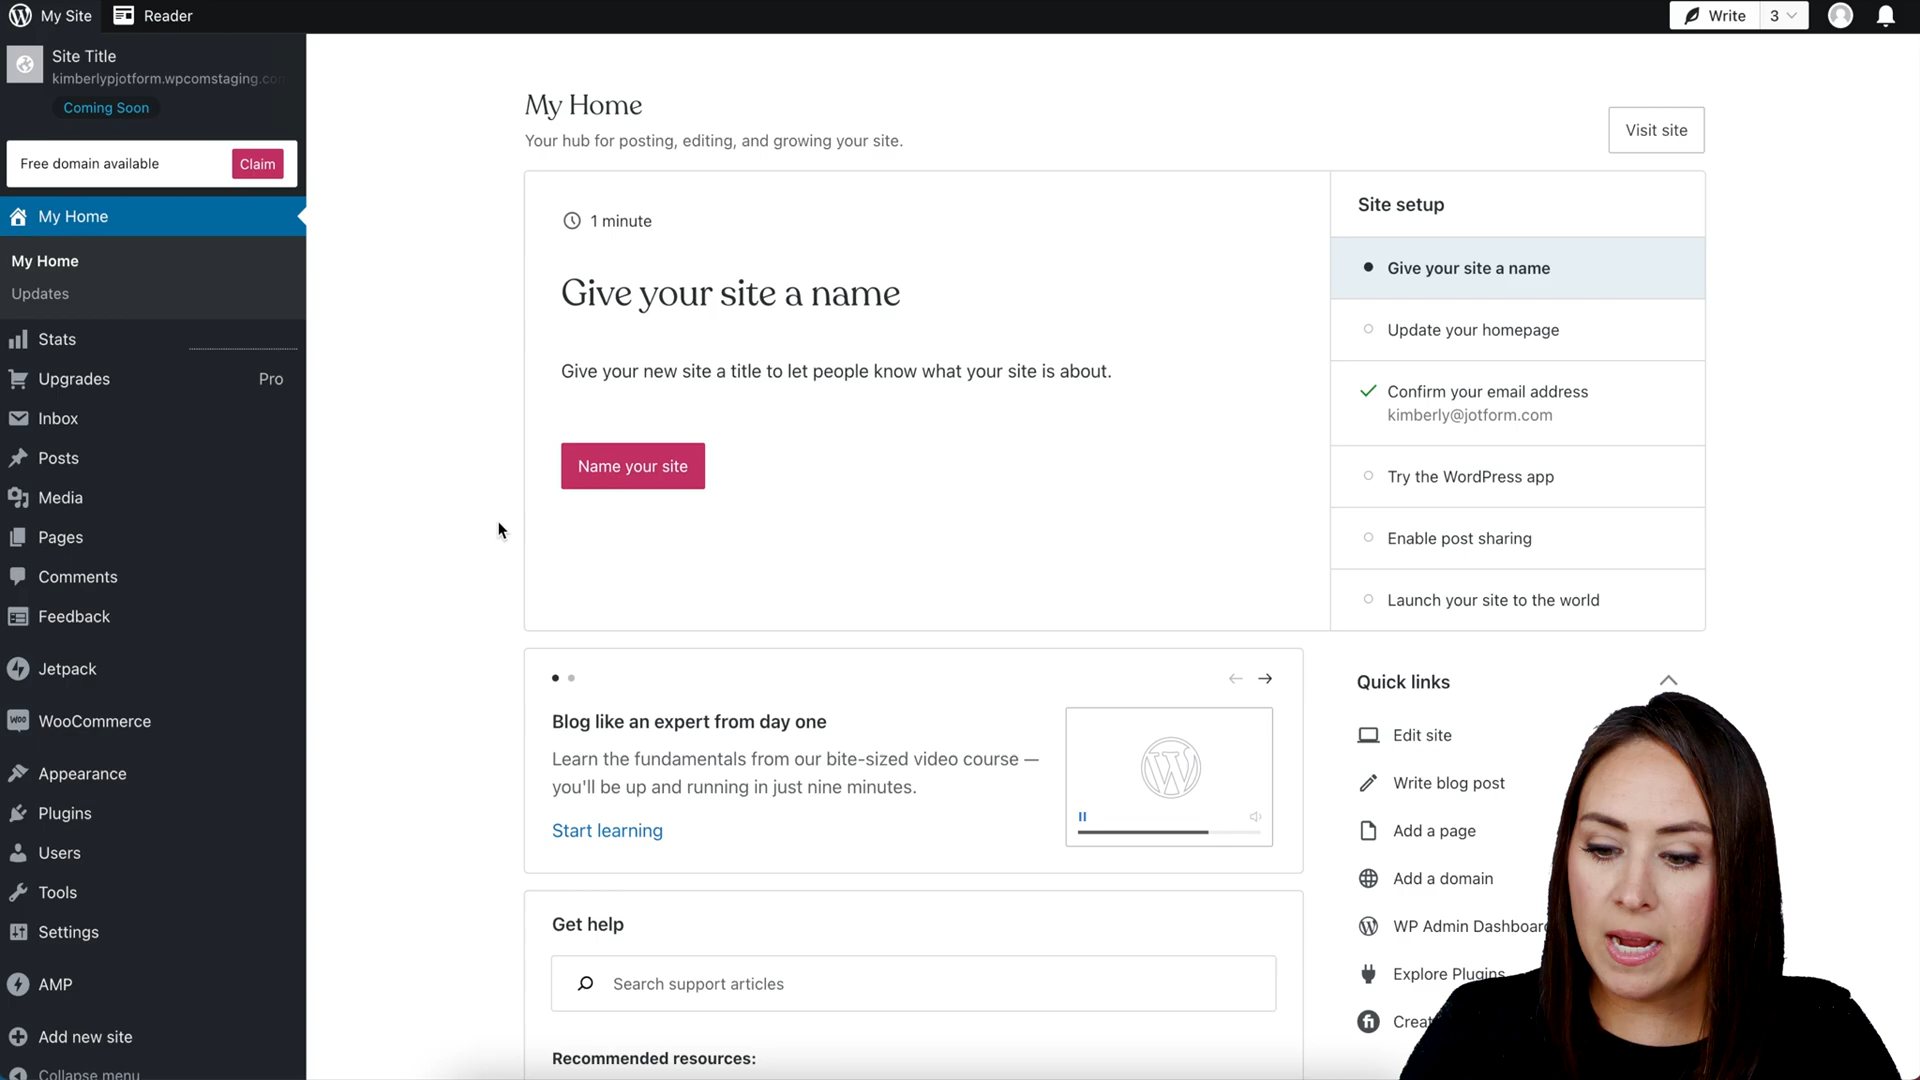 My Site
Reader
Write
3
Site Title
kimberlypjotform.wpcomstaging.co
Coming Soon
Free domain available
Claim
My Home
My Home
Updates
Stats
Upgrades
Pro
Inbox
Posts
Media
Pages
Comments
Feedback
Jetpack
WooCommerce
Appearance
Plugins
Users
Tools
Settings
AMP
Add new site
Collapse menu
My Home
Your hub for posting, editing, and growing your site.
Visit site
1 minute
Give your site a name
Give your new site a title to let people know what your site is about.
Name your site
Site setup
Give your site a name
Update your homepage
Confirm your email address
kimberly@jotform.com
Try the WordPress app
Enable post sharing
Launch your site to the world
Blog like an expert from day one
Learn the fundamentals from our bite-sized video course —
you'll be up and running in just nine minutes.
Start learning
Get help
Search support articles
Recommended resources:
Quick links
Edit site
Write blog post
Add a page
Add a domain
WP Admin Dashboard
Explore Plugins